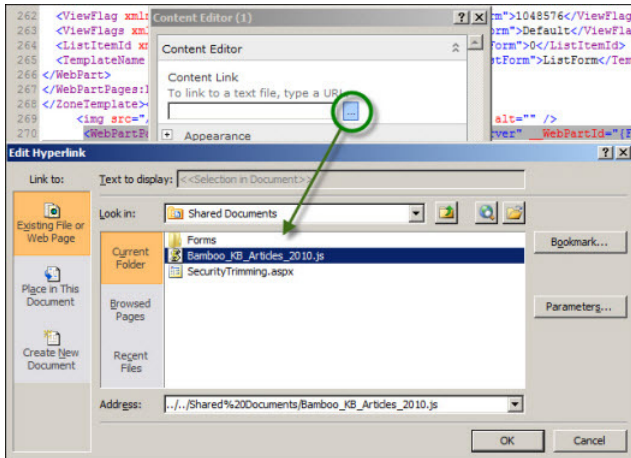 262 <ViewFlag xmlns Content Editor (1) rm">1048576</ViewFlag
263 <ViewFlags xml orm">Default</ViewFla
264 <ListItemId xm Content Editor Form">0</ListItemId>
265 <TemplateName stForm">ListForm</Tem
266 </WebPart> Content Link
267 </WebPartPages:L To link to a text file, type a URL.
268 </ZoneTemplate>< ...
269 <img src="/ alt="" />
270 <WebPartPa + Appearance rver" __WebPartId="{F
Edit Hyperlink
Link to: Text to display: <<Selection in Document>>
Existing File or Web Page
Look in: Shared Documents
Current Folder
Forms
Bamboo_KB_Articles_2010.js
SecurityTrimming.aspx
Bookmark...
Place in This Document
Browsed Pages
Parameters...
Create New Document
Recent Files
Address: ../../Shared%20Documents/Bamboo_KB_Articles_2010.js
OK Cancel